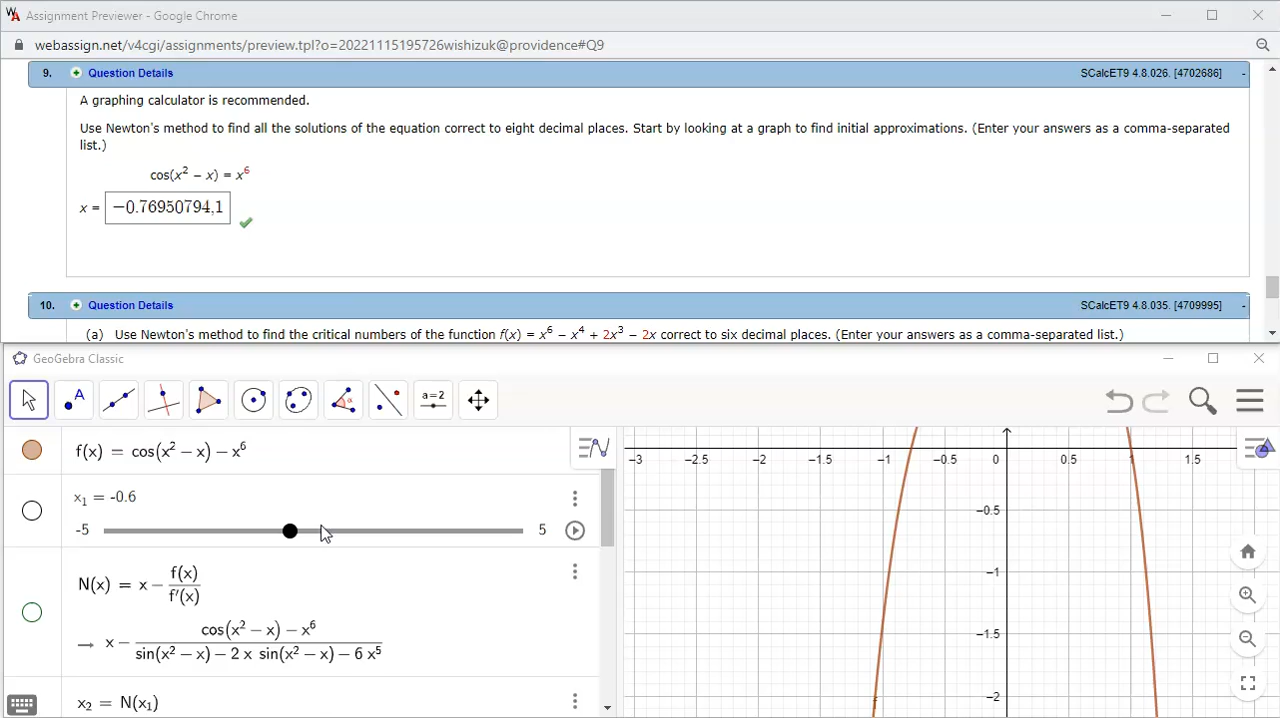 Assignment Previewer - Google Chrome
webassign.net/v4cgi/assignments/preview.tpl?o=20221115195726wishizuk@providence#Q9
9. Question Details SCalcET9 4.8.026. [4702686] -
A graphing calculator is recommended.
Use Newton's method to find all the solutions of the equation correct to eight decimal places. Start by looking at a graph to find initial approximations. (Enter your answers as a comma-separated
list.)
cos(x² − x) = x⁶
x = −0.76950794,1
10. Question Details SCalcET9 4.8.035. [4709995] -
(a) Use Newton's method to find the critical numbers of the function f(x) = x⁶ − x⁴ + 2x³ − 2x correct to six decimal places. (Enter your answers as a comma-separated list.)
GeoGebra Classic
A
α
a=2
f(x) = cos(x² − x) − x⁶
x₁ = -0.6
-5 5
N(x) = x − f(x)/f′(x)
→ x − (cos(x² − x) − x⁶)/(sin(x² − x) − 2 x sin(x² − x) − 6 x⁵)
x₂ = N(x₁)
−3 −2.5 −2 −1.5 −1 −0.5 0 0.5 1 1.5
−0.5
−1
−1.5
−2
f